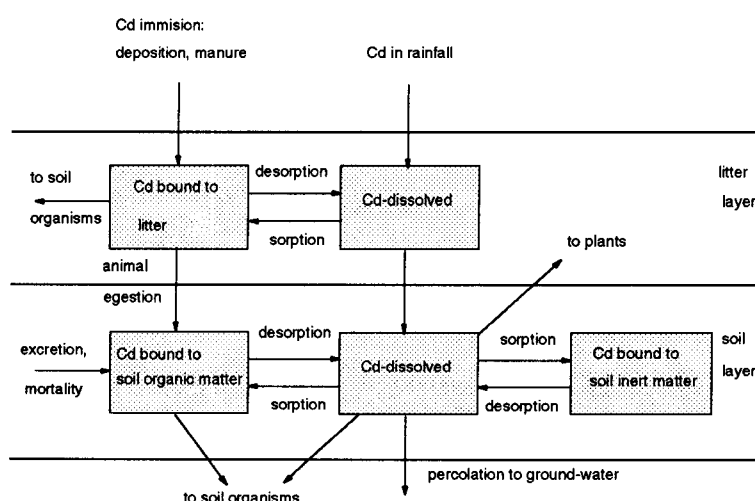 Cd immision:
deposition, manure
Cd in rainfall
to soil
organisms
Cd bound to
litter
desorption
sorption
Cd-dissolved
litter
layer
animal
egestion
to plants
excretion,
mortality
Cd bound to
soil organic matter
desorption
sorption
Cd-dissolved
sorption
desorption
Cd bound to
soil inert matter
soil
layer
to soil organisms
percolation to ground-water